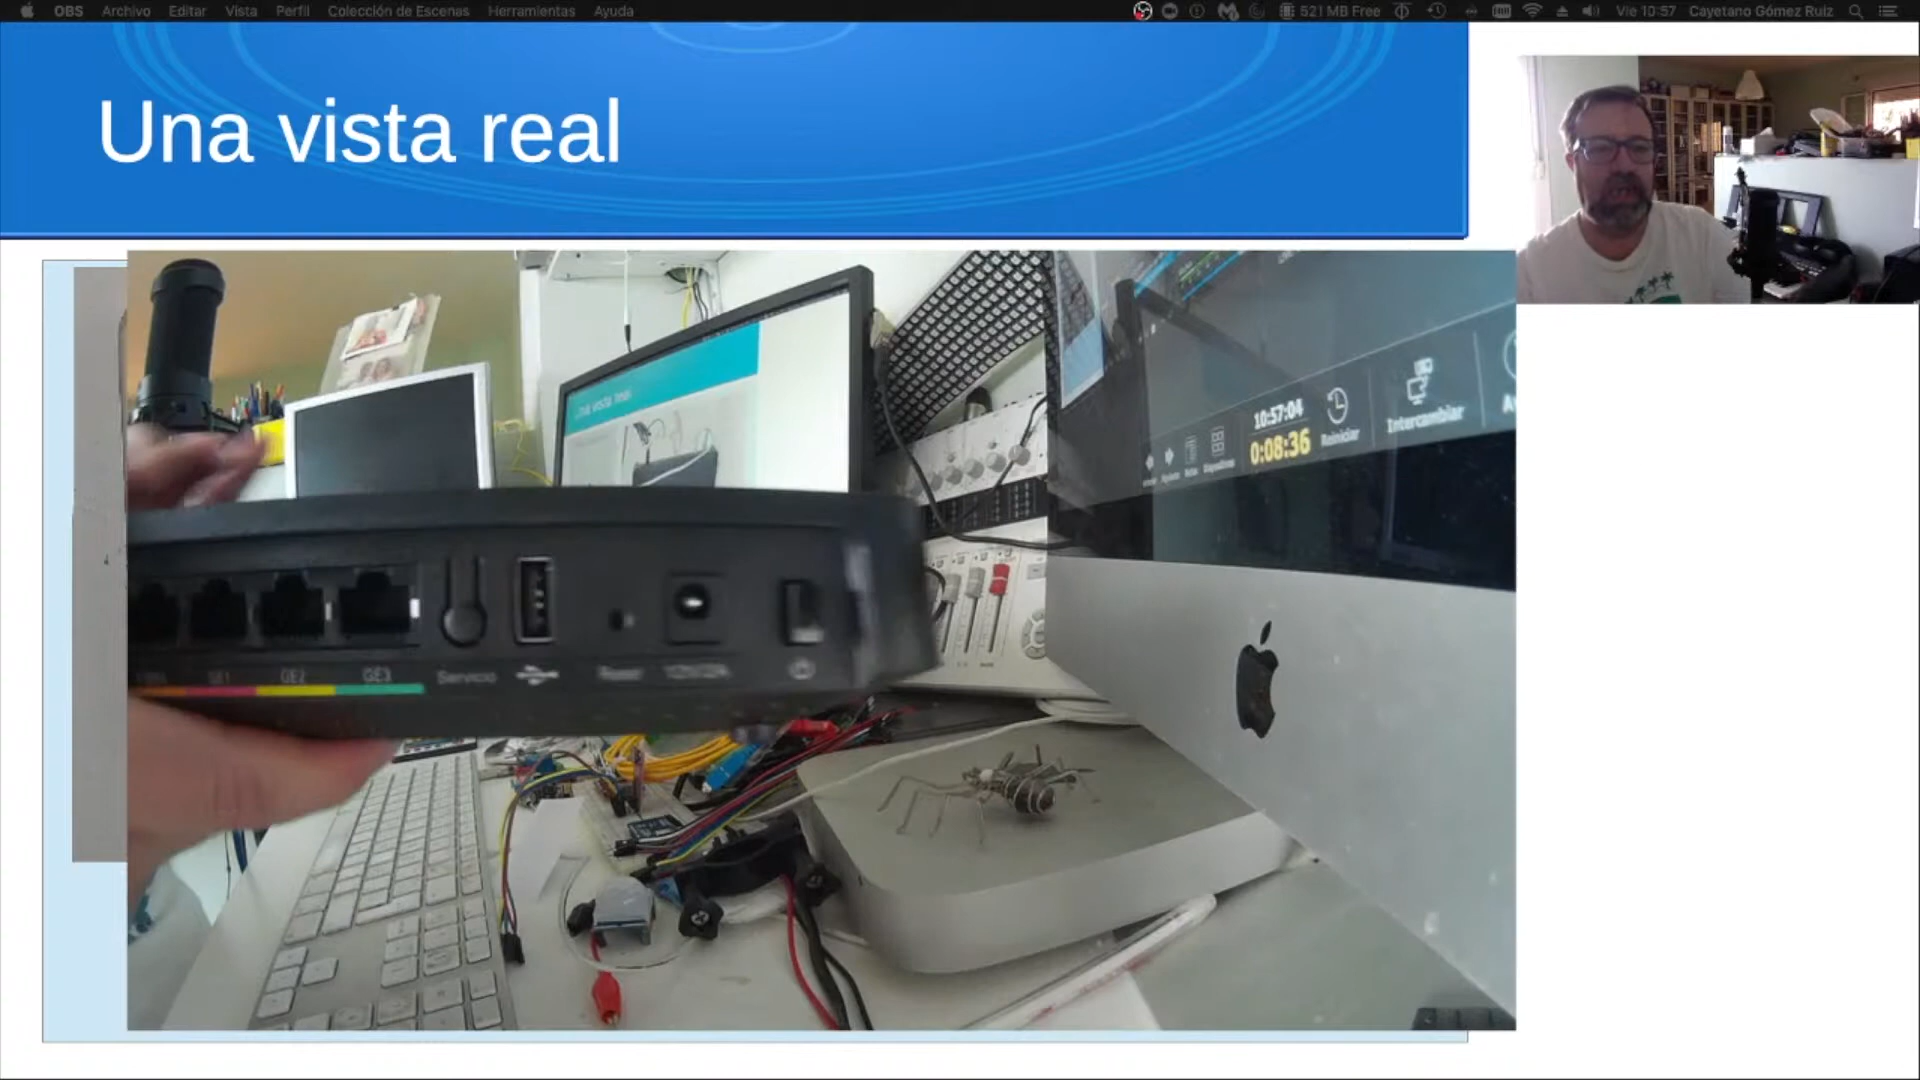 OBS Archivo Editar Vista Perfil Colección de Escenas Herramientas Ayuda
521 MB Free Vie 10:57 Cayetano Gómez Ruiz
Una vista real
una vista real
10:57:04
0:08:36
Reiniciar
Intercambiar
GE1 GE2 GE3 Servicio Reset